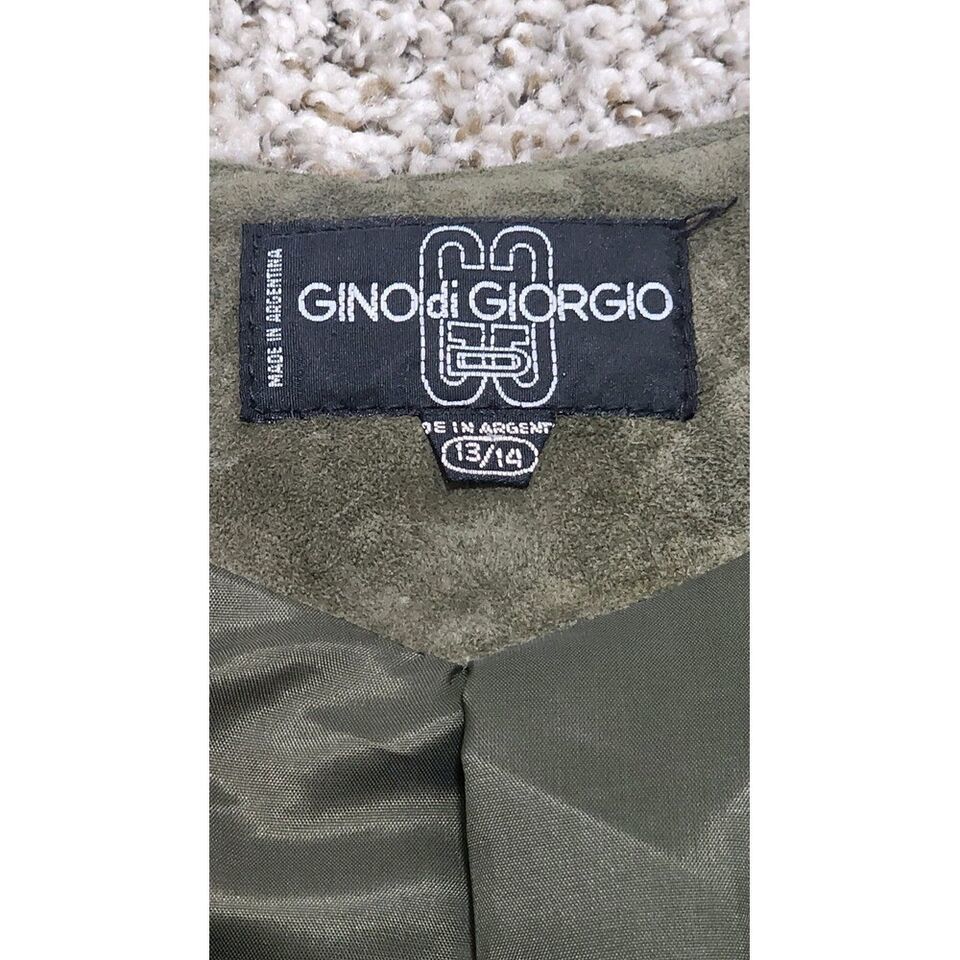 MADE IN ARGENTINA
GINO di GIORGIO
DE IN ARGENT
13/14